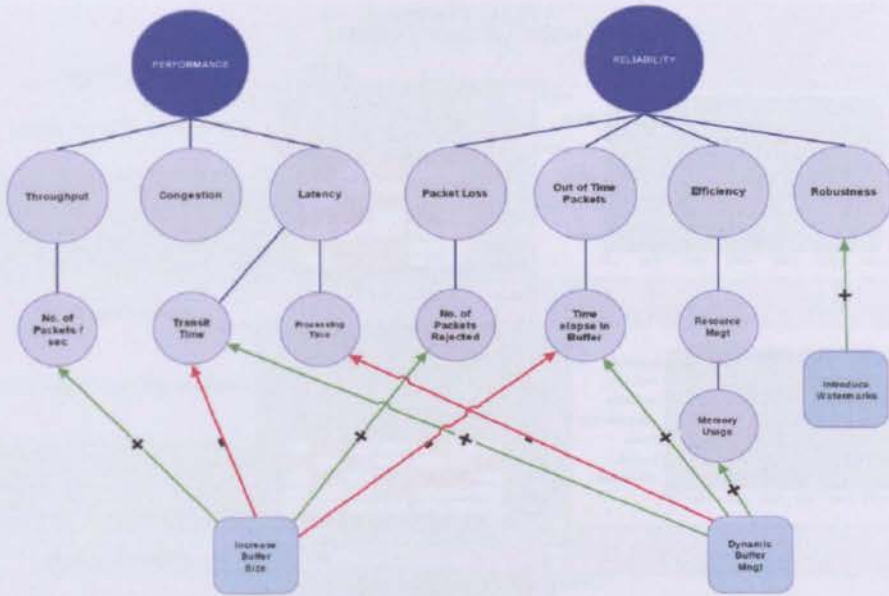 PERFORMANCE
RELIABILITY
Throughput
Congestion
Latency
Packet Loss
Out of Time
Packets
Efficiency
Robustness
No. of
Packets /
sec
Transit
Time
Processing
Time
No. of
Packets
Rejected
Time
elapse in
Buffer
Resource
Mngt
Introduce
Watermarks
Memory
Usage
+
-
+
-
+
-
+
+
+
Increase
Buffer
Size
Dynamic
Buffer
Mngt